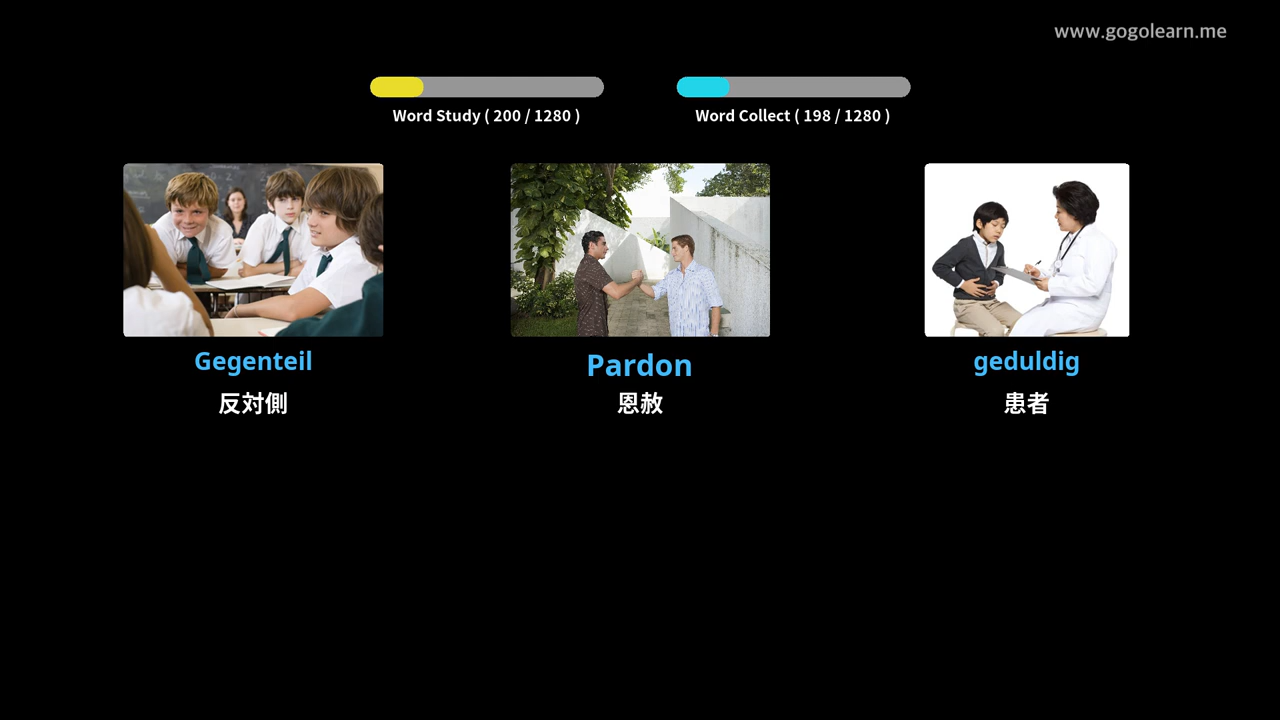 www.gogolearn.me
Word Study ( 200 / 1280 )
Word Collect ( 198 / 1280 )
Gegenteil
反対側
Pardon
恩赦
geduldig
患者